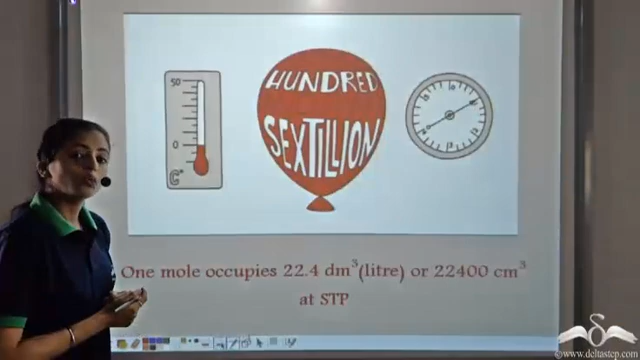 50
0
C°
HUNDRED
SEXTILLION
One mole occupies 22.4 dm³(litre) or 22400 cm³
at STP
©www.deltastep.com